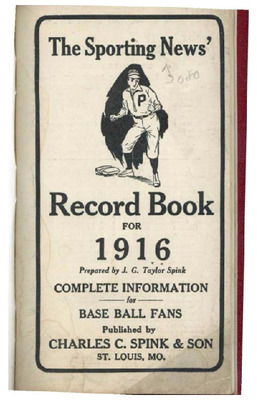 The Sporting News'
P
Record Book
FOR
1916
Prepared by J. G. Taylor Spink
COMPLETE INFORMATION
for
BASE BALL FANS
Published by
CHARLES C. SPINK & SON
ST. LOUIS, MO.